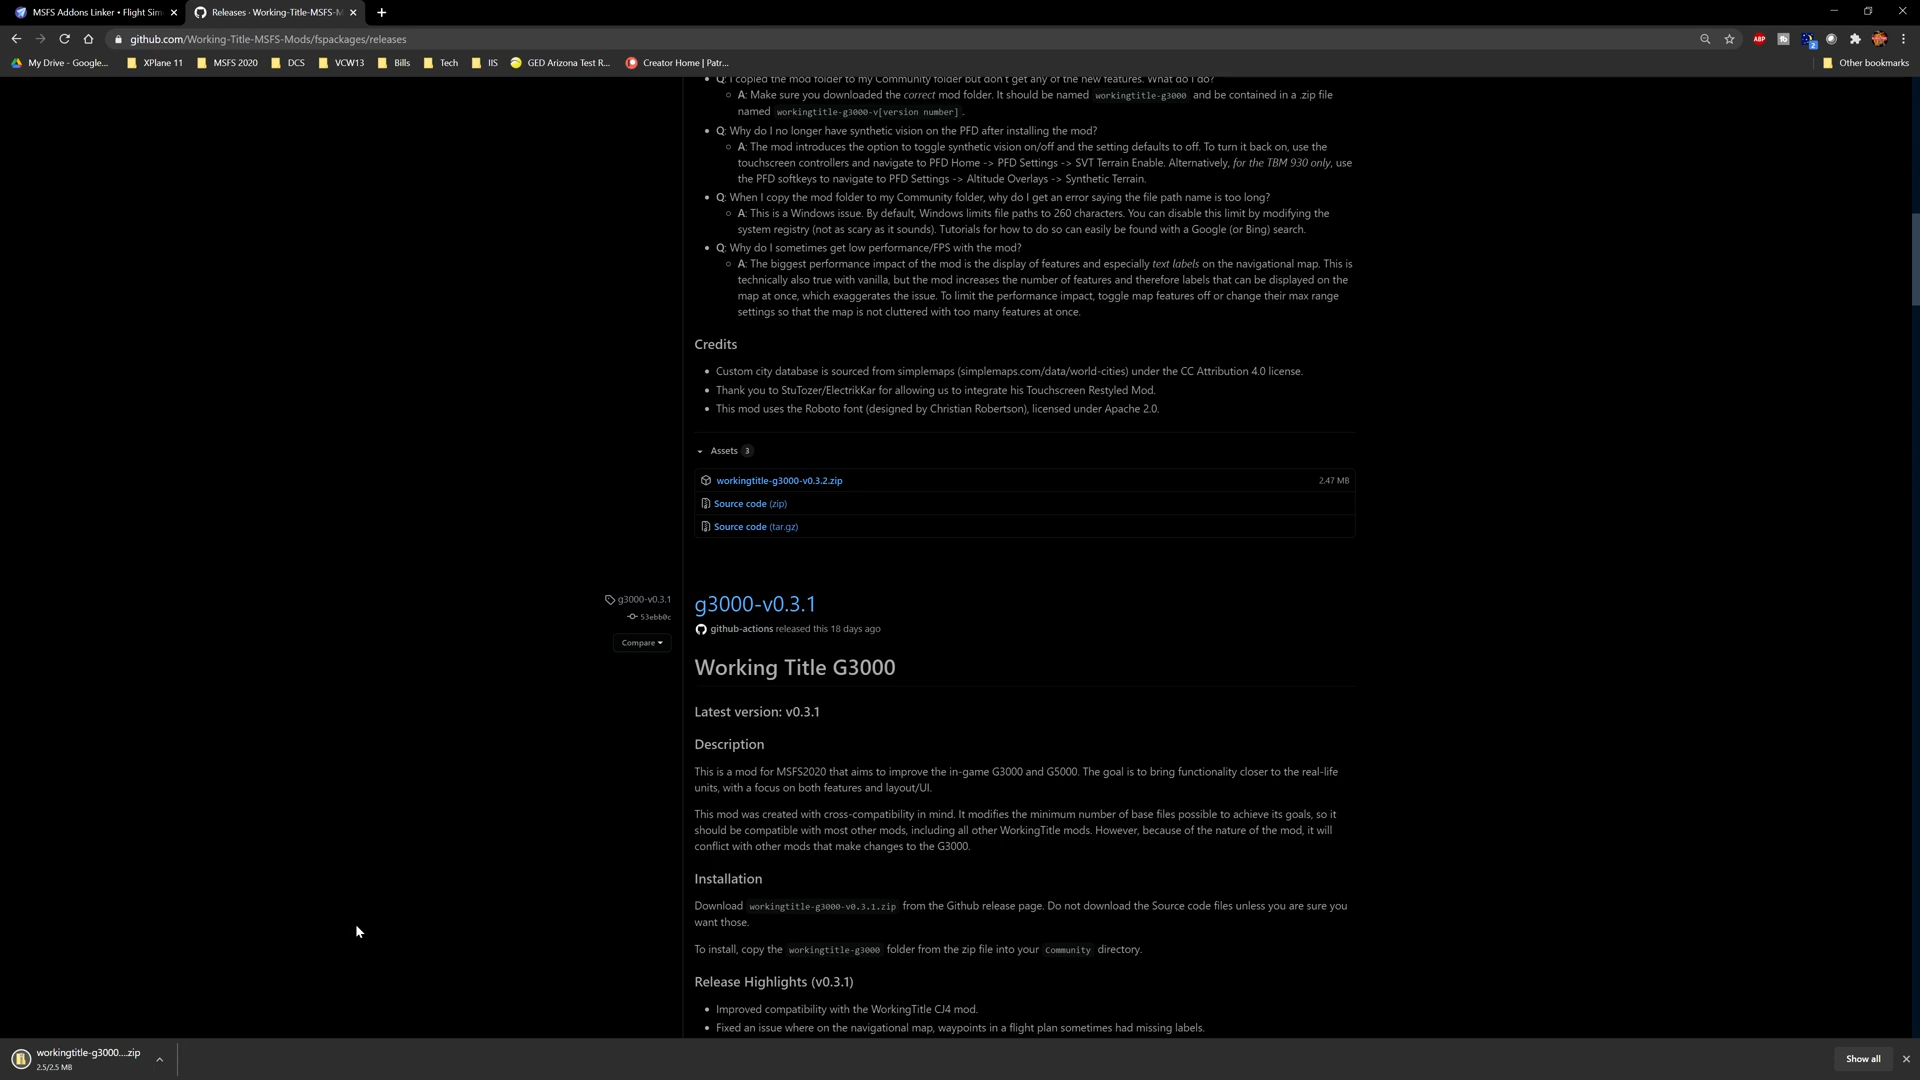 MSFS Addons Linker • Flight Sim
Releases · Working-Title-MSFS-M
github.com/Working-Title-MSFS-Mods/fspackages/releases
ABP
2
My Drive - Google...
XPlane 11
MSFS 2020
DCS
VCW13
Bills
Tech
IIS
GED Arizona Test R...
Creator Home | Patr...
Other bookmarks
Q: I copied the mod folder to my Community folder but don't get any of the new features. What do I do?
A: Make sure you downloaded the correct mod folder. It should be named workingtitle-g3000 and be contained in a .zip file
named workingtitle-g3000-v[version number].
Q: Why do I no longer have synthetic vision on the PFD after installing the mod?
A: The mod introduces the option to toggle synthetic vision on/off and the setting defaults to off. To turn it back on, use the
touchscreen controllers and navigate to PFD Home -> PFD Settings -> SVT Terrain Enable. Alternatively, for the TBM 930 only, use
the PFD softkeys to navigate to PFD Settings -> Altitude Overlays -> Synthetic Terrain.
Q: When I copy the mod folder to my Community folder, why do I get an error saying the file path name is too long?
A: This is a Windows issue. By default, Windows limits file paths to 260 characters. You can disable this limit by modifying the
system registry (not as scary as it sounds). Tutorials for how to do so can easily be found with a Google (or Bing) search.
Q: Why do I sometimes get low performance/FPS with the mod?
A: The biggest performance impact of the mod is the display of features and especially text labels on the navigational map. This is
technically also true with vanilla, but the mod increases the number of features and therefore labels that can be displayed on the
map at once, which exaggerates the issue. To limit the performance impact, toggle map features off or change their max range
settings so that the map is not cluttered with too many features at once.
Credits
Custom city database is sourced from simplemaps (simplemaps.com/data/world-cities) under the CC Attribution 4.0 license.
Thank you to StuTozer/ElectrikKar for allowing us to integrate his Touchscreen Restyled Mod.
This mod uses the Roboto font (designed by Christian Robertson), licensed under Apache 2.0.
Assets 3
workingtitle-g3000-v0.3.2.zip
2.47 MB
Source code (zip)
Source code (tar.gz)
g3000-v0.3.1
53ebb0c
Compare
g3000-v0.3.1
github-actions released this 18 days ago
Working Title G3000
Latest version: v0.3.1
Description
This is a mod for MSFS2020 that aims to improve the in-game G3000 and G5000. The goal is to bring functionality closer to the real-life
units, with a focus on both features and layout/UI.
This mod was created with cross-compatibility in mind. It modifies the minimum number of base files possible to achieve its goals, so it
should be compatible with most other mods, including all other WorkingTitle mods. However, because of the nature of the mod, it will
conflict with other mods that make changes to the G3000.
Installation
Download workingtitle-g3000-v0.3.1.zip from the Github release page. Do not download the Source code files unless you are sure you
want those.
To install, copy the workingtitle-g3000 folder from the zip file into your Community directory.
Release Highlights (v0.3.1)
Improved compatibility with the WorkingTitle CJ4 mod.
Fixed an issue where on the navigational map, waypoints in a flight plan sometimes had missing labels.
workingtitle-g3000....zip
2.5/2.5 MB
Show all